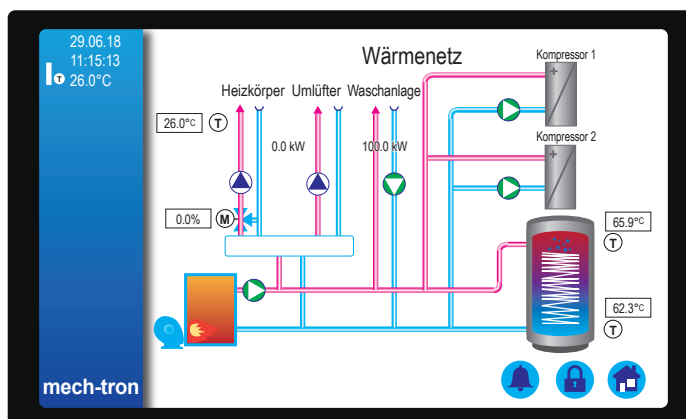 29.06.18
11:15:13
T
26.0°C
mech-tron
Wärmenetz
Heizkörper Umlüfter Waschanlage
26.0°C T
0.0 kW 100.0 kW
0.0% M
Kompressor 1
+
Kompressor 2
+
65.9°C
T
62.3°C
T